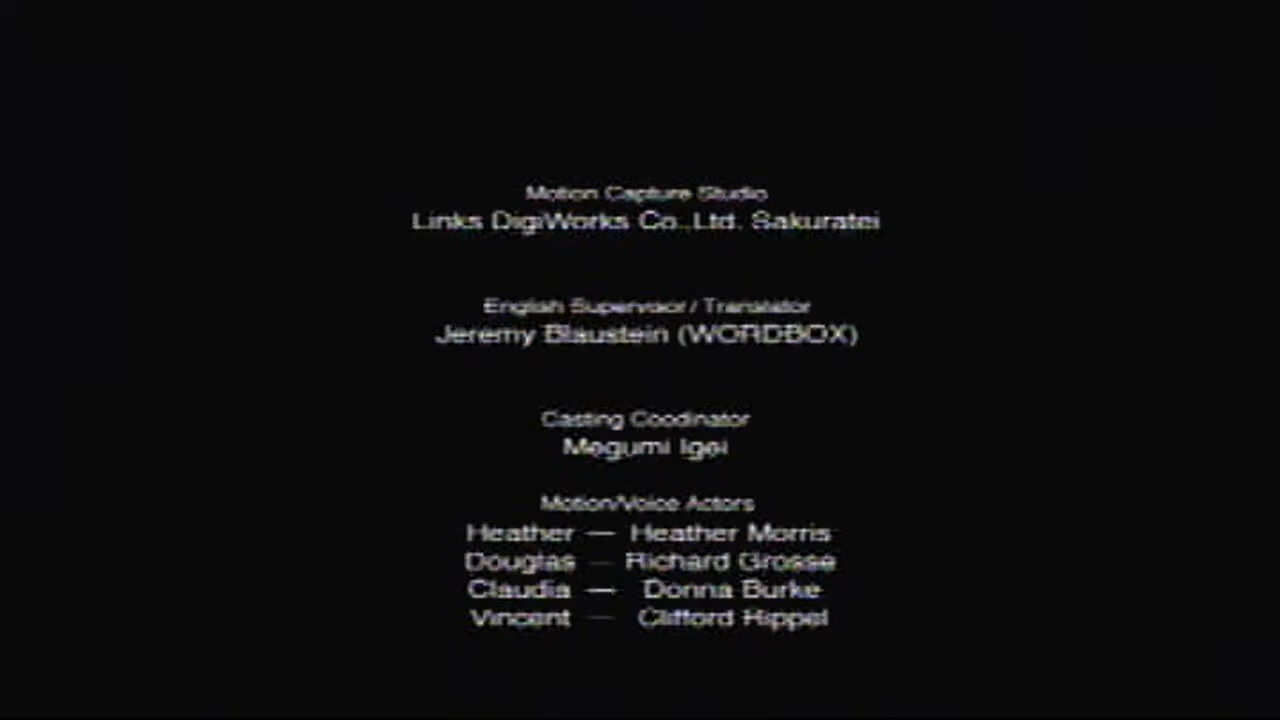 Motion Capture Studio
Links DigiWorks Co.,Ltd. Sakuratei
English Supervisor / Translator
Jeremy Blaustein (WORDBOX)
Casting Coodinator
Megumi Igei
Motion/Voice Actors
Heather — Heather Morris
Douglas — Richard Grosse
Claudia — Donna Burke
Vincent — Clifford Rippel